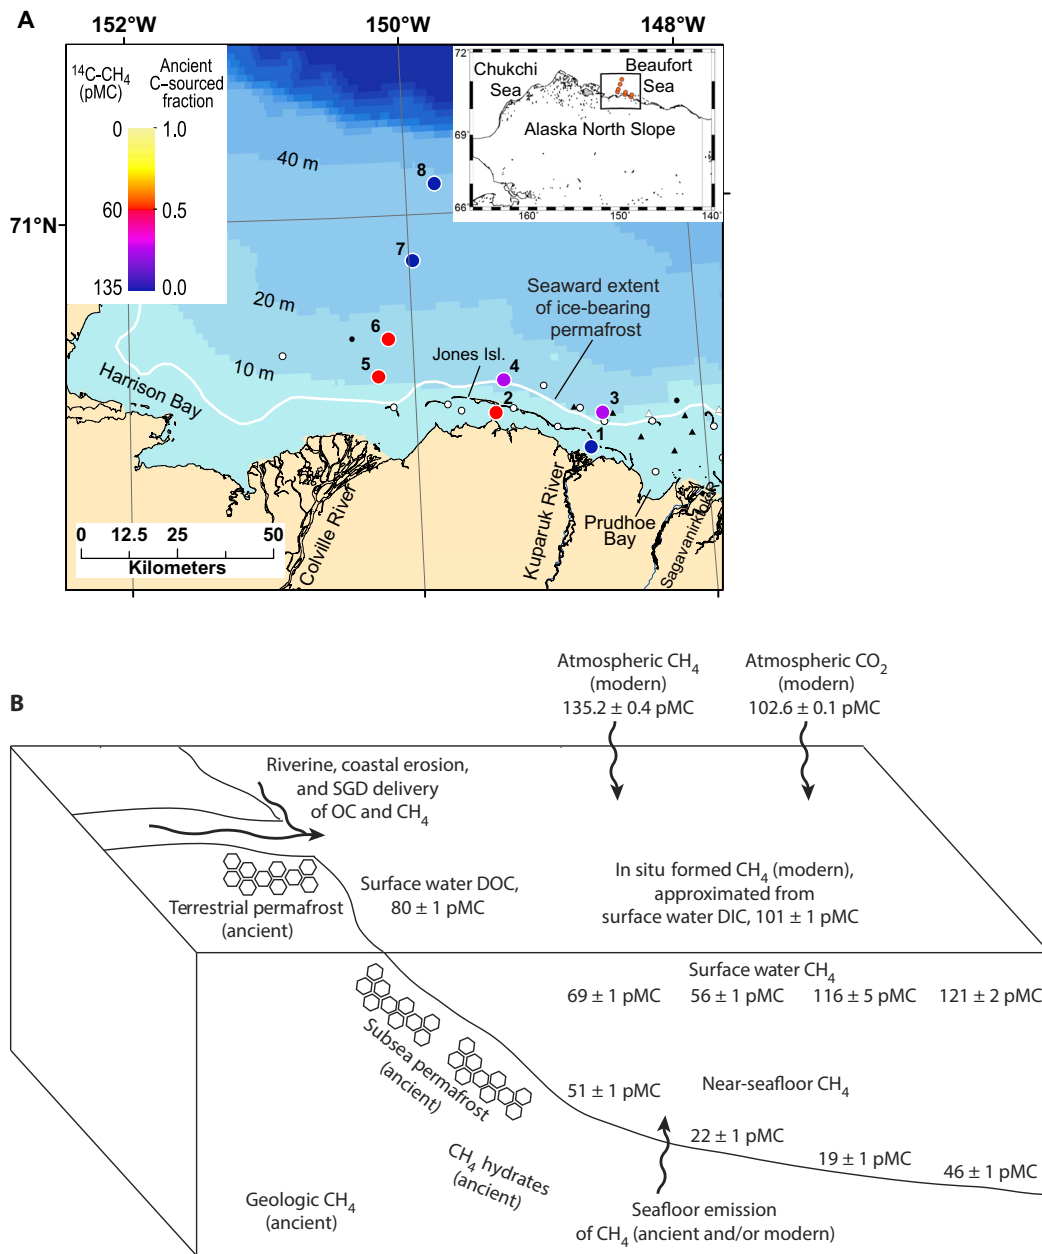 A
152°W
150°W
148°W
14C-CH4
(pMC)
Ancient
C–sourced
fraction
0
1.0
60
0.5
135
0.0
72
69
66
160°
150°
140°
Chukchi
Sea
Beaufort
Sea
Alaska North Slope
71°N
40 m
20 m
10 m
8
7
6
5
4
3
2
1
Seaward extent
of ice-bearing
permafrost
Jones Isl.
Harrison Bay
Colville River
Kuparuk River
Prudhoe
Bay
0 12.5 25 50
Kilometers
B
Atmospheric CH4
(modern)
135.2 ± 0.4 pMC
Atmospheric CO2
(modern)
102.6 ± 0.1 pMC
Riverine, coastal erosion,
and SGD delivery
of OC and CH4
Terrestrial permafrost
(ancient)
Surface water DOC,
80 ± 1 pMC
In situ formed CH4 (modern),
approximated from
surface water DIC, 101 ± 1 pMC
Surface water CH4
69 ± 1 pMC 56 ± 1 pMC 116 ± 5 pMC 121 ± 2 pMC
Subsea permafrost
(ancient)
51 ± 1 pMC
Near-seafloor CH4
22 ± 1 pMC
19 ± 1 pMC
46 ± 1 pMC
CH4 hydrates
(ancient)
Geologic CH4
(ancient)
Seafloor emission
of CH4 (ancient and/or modern)